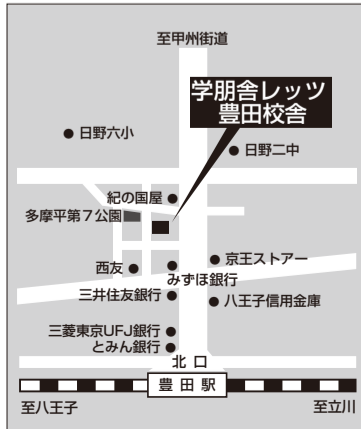 至甲州街道
学朋舎レッツ
豊田校舎
日野六小
日野二中
紀の国屋
多摩平第7公園
西友
みずほ銀行
京王ストアー
三井住友銀行
八王子信用金庫
三菱東京UFJ銀行
とみん銀行
北口
豊田駅
至八王子
至立川